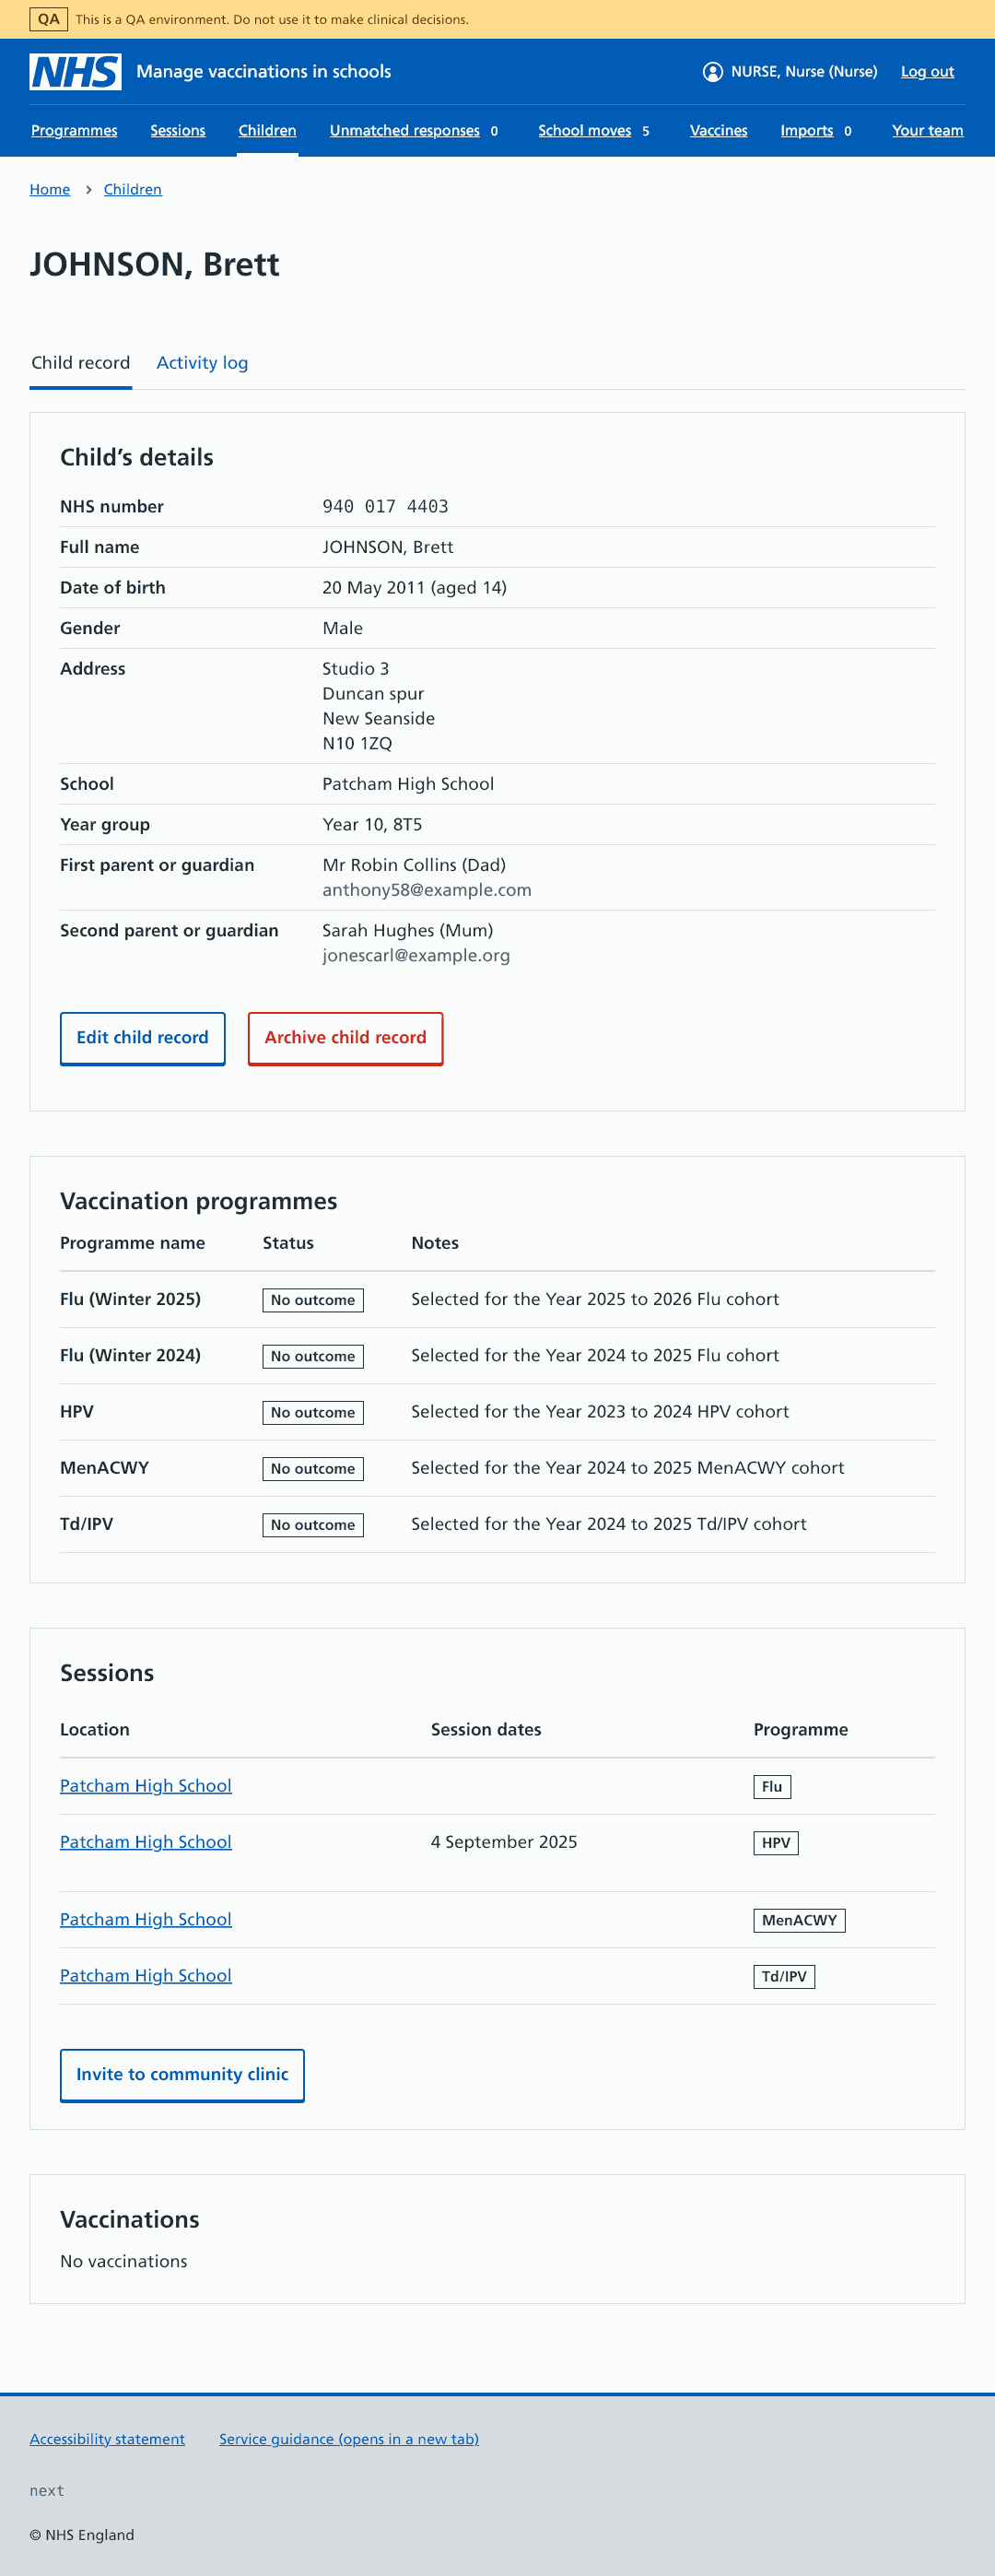 QA This is a QA environment. Do not use it to make clinical decisions.
NHS Manage vaccinations in schools NURSE, Nurse (Nurse) Log out
Programmes Sessions Children Unmatched responses 0 School moves 5 Vaccines Imports 0 Your team
Home › Children
JOHNSON, Brett
Child record Activity log
Child’s details
NHS number 940 017 4403
Full name JOHNSON, Brett
Date of birth 20 May 2011 (aged 14)
Gender Male
Address Studio 3
Duncan spur
New Seanside
N10 1ZQ
School Patcham High School
Year group Year 10, 8T5
First parent or guardian Mr Robin Collins (Dad)
anthony58@example.com
Second parent or guardian Sarah Hughes (Mum)
jonescarl@example.org
Edit child record Archive child record
Vaccination programmes
Programme name Status Notes
Flu (Winter 2025) No outcome Selected for the Year 2025 to 2026 Flu cohort
Flu (Winter 2024) No outcome Selected for the Year 2024 to 2025 Flu cohort
HPV No outcome Selected for the Year 2023 to 2024 HPV cohort
MenACWY No outcome Selected for the Year 2024 to 2025 MenACWY cohort
Td/IPV No outcome Selected for the Year 2024 to 2025 Td/IPV cohort
Sessions
Location Session dates Programme
Patcham High School Flu
Patcham High School 4 September 2025 HPV
Patcham High School MenACWY
Patcham High School Td/IPV
Invite to community clinic
Vaccinations
No vaccinations
Accessibility statement Service guidance (opens in a new tab)
next
© NHS England